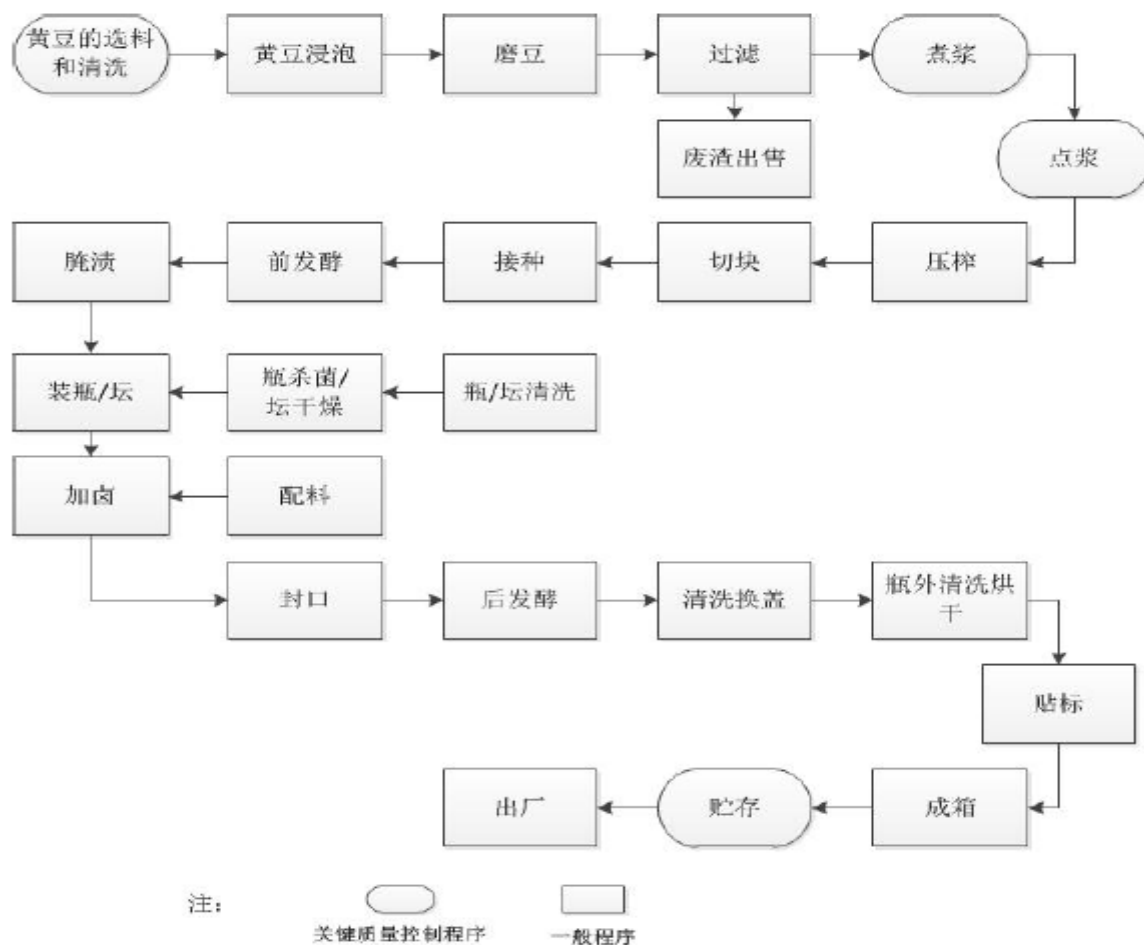 黄豆的选料
和清洗
黄豆浸泡
磨豆
过滤
煮浆
废渣出售
点浆
腌渍
前发酵
接种
切块
压榨
装瓶/坛
瓶杀菌/
坛干燥
瓶/坛清洗
加卤
配料
封口
后发酵
清洗换盖
瓶外清洗烘
干
贴标
出厂
贮存
成箱
注：
关键质量控制程序
一般程序